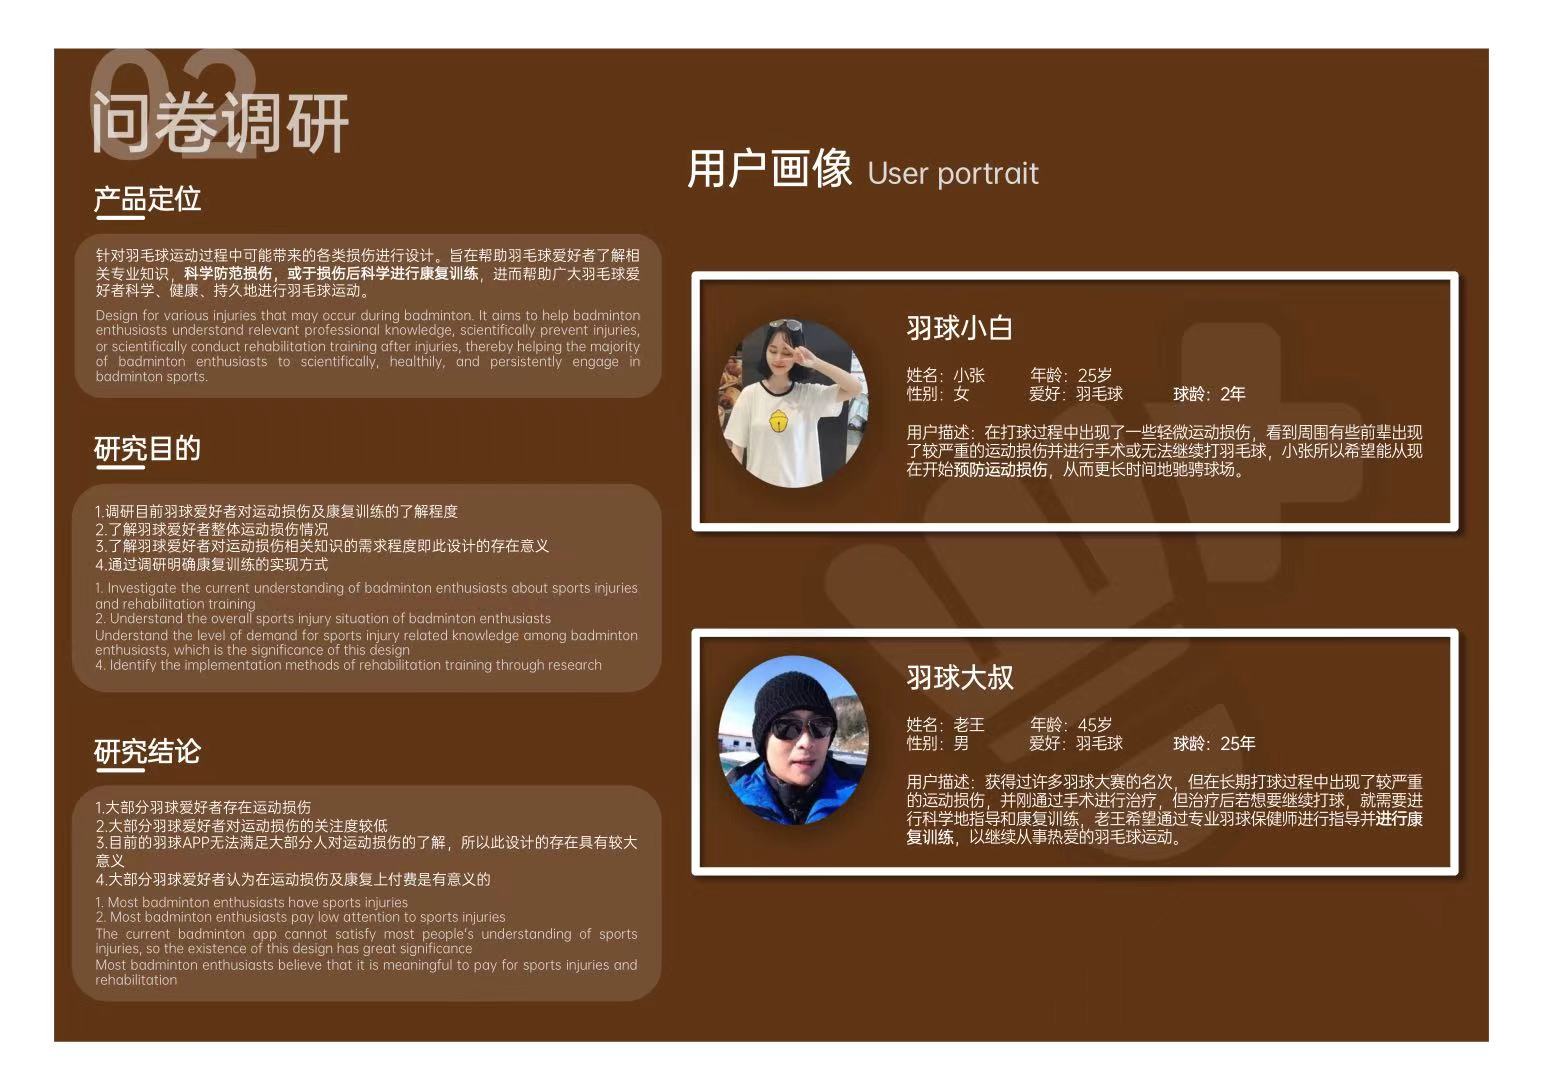 02
问卷调研
产品定位
针对羽毛球运动过程中可能带来的各类损伤进行设计。旨在帮助羽毛球爱好者了解相
关专业知识，科学防范损伤，或于损伤后科学进行康复训练，进而帮助广大羽毛球爱
好者科学、健康、持久地进行羽毛球运动。
Design for various injuries that may occur during badminton. It aims to help badminton
enthusiasts understand relevant professional knowledge, scientifically prevent injuries,
or scientifically conduct rehabilitation training after injuries, thereby helping the majority
of badminton enthusiasts to scientifically, healthily, and persistently engage in
badminton sports.
研究目的
1.调研目前羽球爱好者对运动损伤及康复训练的了解程度
2.了解羽球爱好者整体运动损伤情况
3.了解羽球爱好者对运动损伤相关知识的需求程度即此设计的存在意义
4.通过调研明确康复训练的实现方式
1. Investigate the current understanding of badminton enthusiasts about sports injuries
and rehabilitation training
2. Understand the overall sports injury situation of badminton enthusiasts
Understand the level of demand for sports injury related knowledge among badminton
enthusiasts, which is the significance of this design
4. Identify the implementation methods of rehabilitation training through research
研究结论
1.大部分羽球爱好者存在运动损伤
2.大部分羽球爱好者对运动损伤的关注度较低
3.目前的羽球APP无法满足大部分人对运动损伤的了解，所以此设计的存在具有较大
意义
4.大部分羽球爱好者认为在运动损伤及康复上付费是有意义的
1. Most badminton enthusiasts have sports injuries
2. Most badminton enthusiasts pay low attention to sports injuries
The current badminton app cannot satisfy most people's understanding of sports
injuries, so the existence of this design has great significance
Most badminton enthusiasts believe that it is meaningful to pay for sports injuries and
rehabilitation
用户画像 User portrait
羽球小白
姓名：小张 年龄：25岁
性别：女 爱好：羽毛球 球龄：2年
用户描述：在打球过程中出现了一些轻微运动损伤，看到周围有些前辈出现
了较严重的运动损伤并进行手术或无法继续打羽毛球，小张所以希望能从现
在开始预防运动损伤，从而更长时间地驰骋球场。
羽球大叔
姓名：老王 年龄：45岁
性别：男 爱好：羽毛球 球龄：25年
用户描述：获得过许多羽球大赛的名次，但在长期打球过程中出现了较严重
的运动损伤，并刚通过手术进行治疗，但治疗后若想要继续打球，就需要进
行科学地指导和康复训练，老王希望通过专业羽球保健师进行指导并进行康
复训练，以继续从事热爱的羽毛球运动。